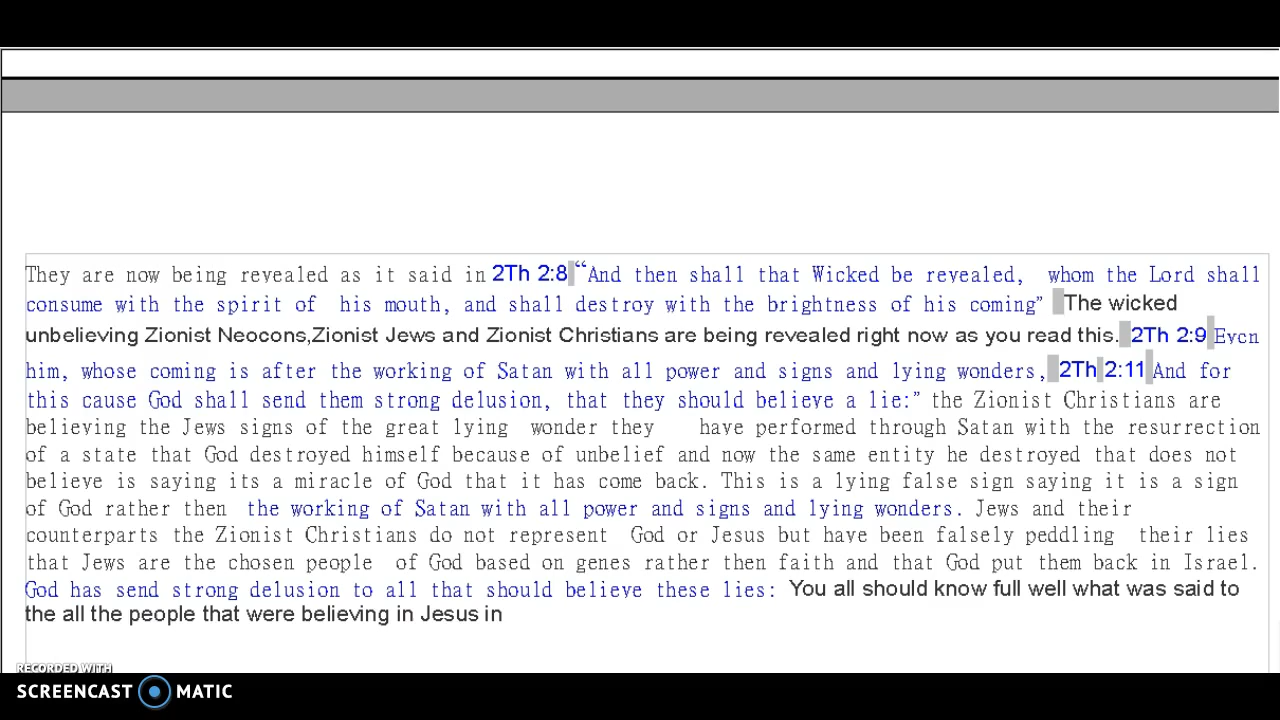 They are now being revealed as it said in 2Th 2:8 “And then shall that Wicked be revealed, whom the Lord shall
consume with the spirit of his mouth, and shall destroy with the brightness of his coming” The wicked
unbelieving Zionist Neocons,Zionist Jews and Zionist Christians are being revealed right now as you read this. 2Th 2:9 Even
him, whose coming is after the working of Satan with all power and signs and lying wonders, 2Th 2:11 And for
this cause God shall send them strong delusion, that they should believe a lie:” the Zionist Christians are
believing the Jews signs of the great lying wonder they have performed through Satan with the resurrection
of a state that God destroyed himself because of unbelief and now the same entity he destroyed that does not
believe is saying its a miracle of God that it has come back. This is a lying false sign saying it is a sign
of God rather then the working of Satan with all power and signs and lying wonders. Jews and their
counterparts the Zionist Christians do not represent God or Jesus but have been falsely peddling their lies
that Jews are the chosen people of God based on genes rather then faith and that God put them back in Israel.
God has send strong delusion to all that should believe these lies: You all should know full well what was said to
the all the people that were believing in Jesus in
RECORDED WITH
SCREENCAST MATIC